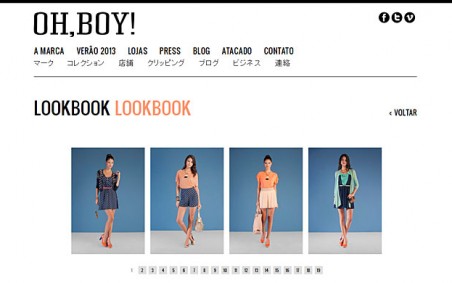 OH,BOY!
A MARCA VERÃO 2013 LOJAS PRESS BLOG ATACADO CONTATO
マーク コレクション 店舗 クリッピング ブログ ビジネス 連絡
LOOKBOOK LOOKBOOK
< VOLTAR
1 2 3 4 5 6 7 8 9 10 11 12 13 14 15 16 17 18 19